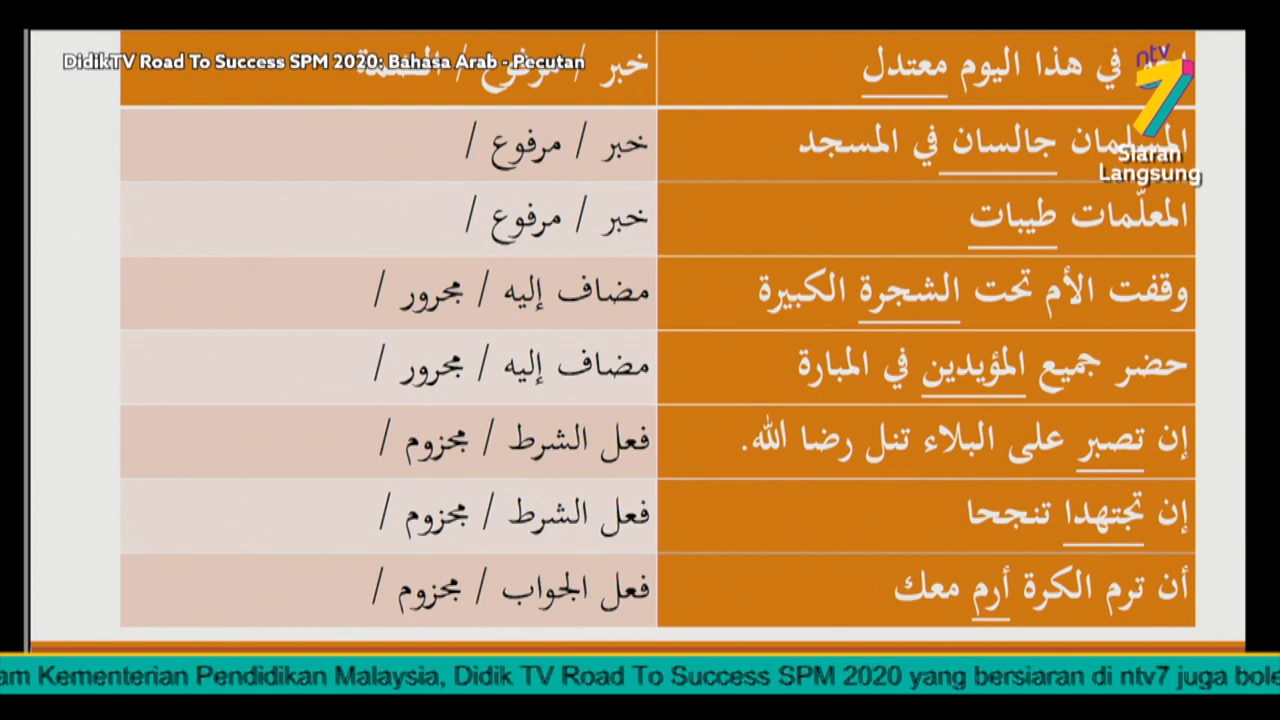 DidikTV Road To Success SPM 2020: Bahasa Arab - Pecutan
ntv7
Siaran
Langsung
في هذا اليوم معتدل
خبر / مرفوع /
المسلمان جالسان في المسجد
خبر / مرفوع /
المعلّمات طيبات
خبر / مرفوع /
وقفت الأم تحت الشجرة الكبيرة
مضاف إليه / مجرور /
حضر جميع المؤيدين في المبارة
مضاف إليه / مجرور /
إن تصبر على البلاء تنل رضا الله.
فعل الشرط / مجزوم /
إن تجتهدا تنجحا
فعل الشرط / مجزوم /
أن ترم الكرة أرم معك
فعل الجواب / مجزوم /
am Kementerian Pendidikan Malaysia, Didik TV Road To Success SPM 2020 yang bersiaran di ntv7 juga bole